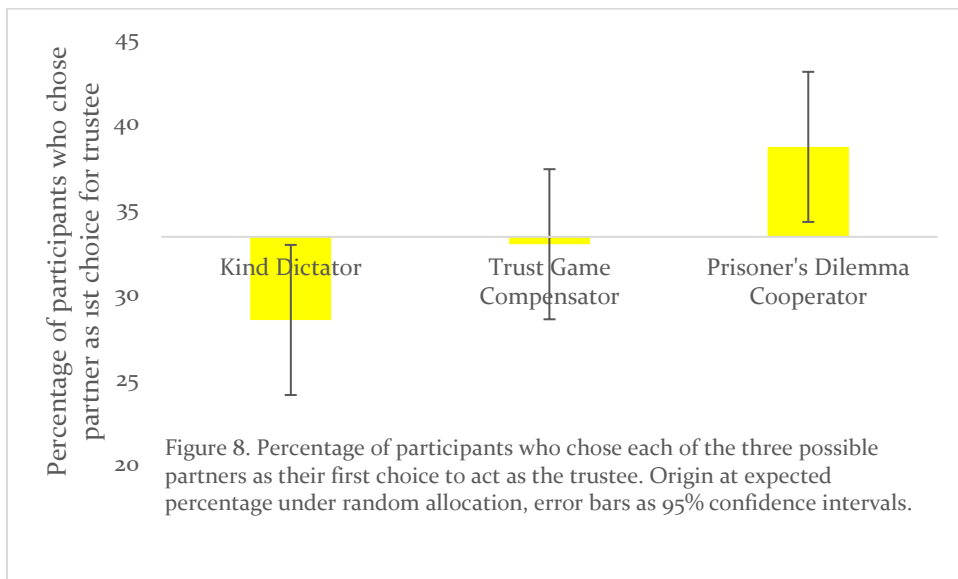 Percentage of participants who chose
partner as 1st choice for trustee
45
40
35
30
25
20
Kind Dictator
Trust Game
Compensator
Prisoner's Dilemma
Cooperator
Figure 8. Percentage of participants who chose each of the three possible
partners as their first choice to act as the trustee. Origin at expected
percentage under random allocation, error bars as 95% confidence intervals.